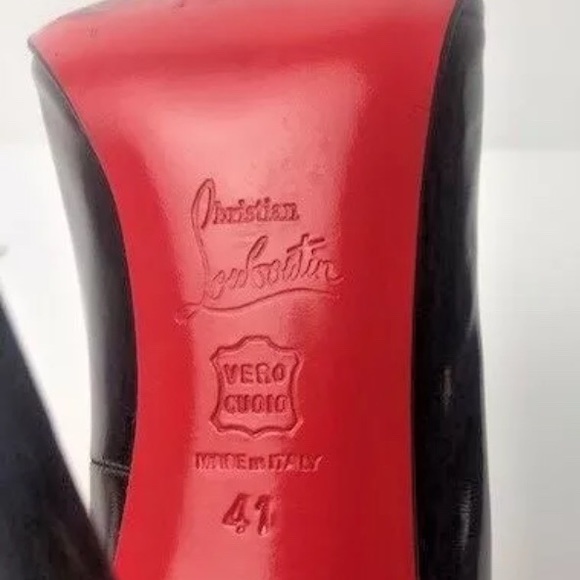 Christian
Louboutin
VERO
CUOIO
MADE in ITALY
41